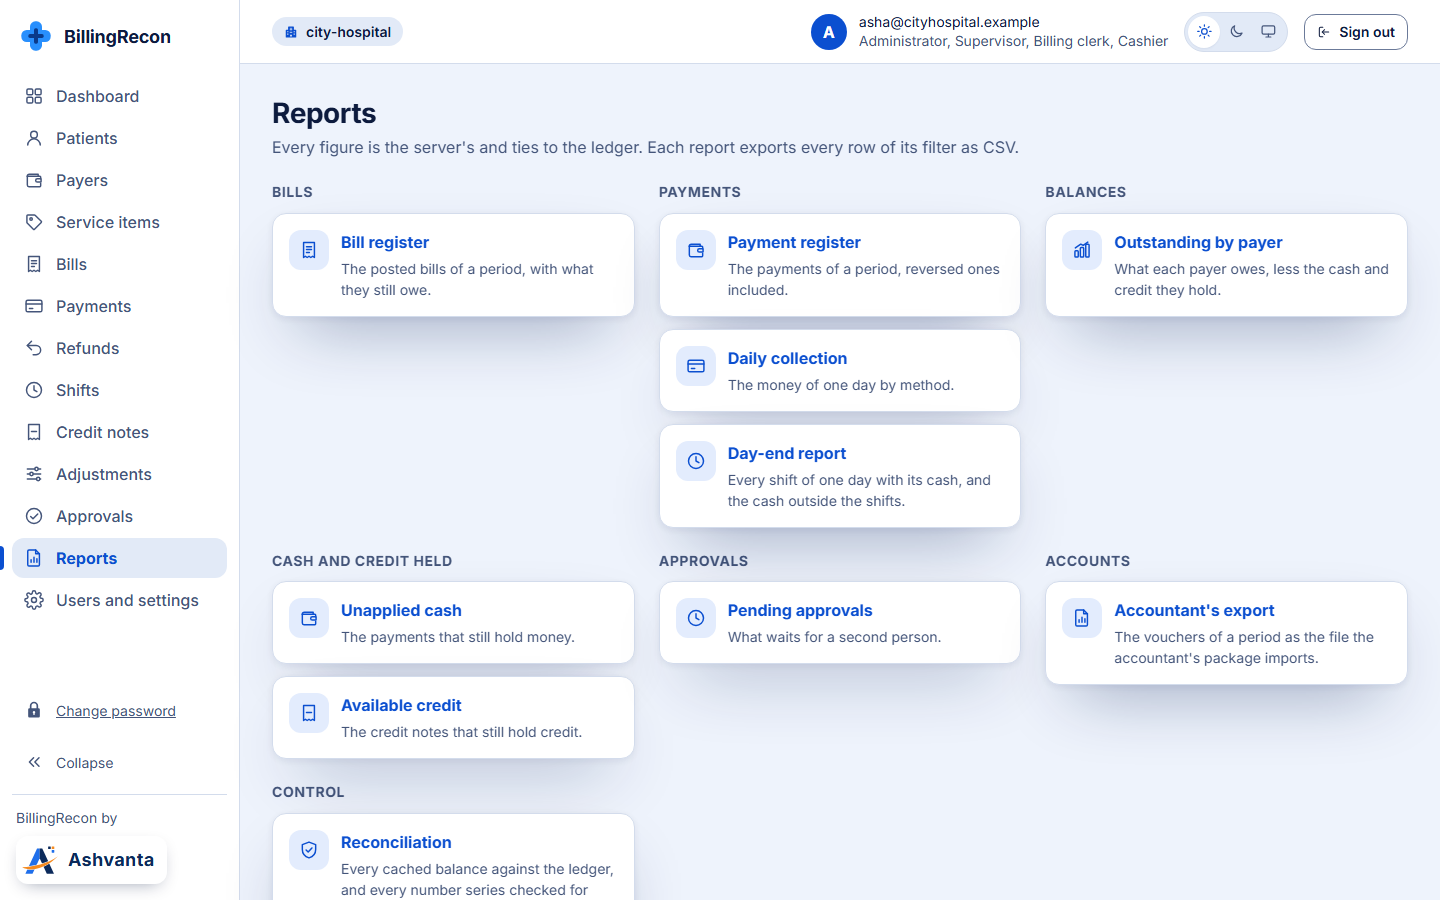 BillingRecon
Dashboard
Patients
Payers
Service items
Bills
Payments
Refunds
Shifts
Credit notes
Adjustments
Approvals
Reports
Users and settings
Change password
Collapse
BillingRecon by
Ashvanta
city-hospital
A
asha@cityhospital.example
Administrator, Supervisor, Billing clerk, Cashier
Sign out
Reports
Every figure is the server's and ties to the ledger. Each report exports every row of its filter as CSV.
BILLS
Bill register
The posted bills of a period, with what
they still owe.
PAYMENTS
Payment register
The payments of a period, reversed ones
included.
Daily collection
The money of one day by method.
Day-end report
Every shift of one day with its cash, and
the cash outside the shifts.
BALANCES
Outstanding by payer
What each payer owes, less the cash and
credit they hold.
CASH AND CREDIT HELD
Unapplied cash
The payments that still hold money.
Available credit
The credit notes that still hold credit.
APPROVALS
Pending approvals
What waits for a second person.
ACCOUNTS
Accountant's export
The vouchers of a period as the file the
accountant's package imports.
CONTROL
Reconciliation
Every cached balance against the ledger,
and every number series checked for